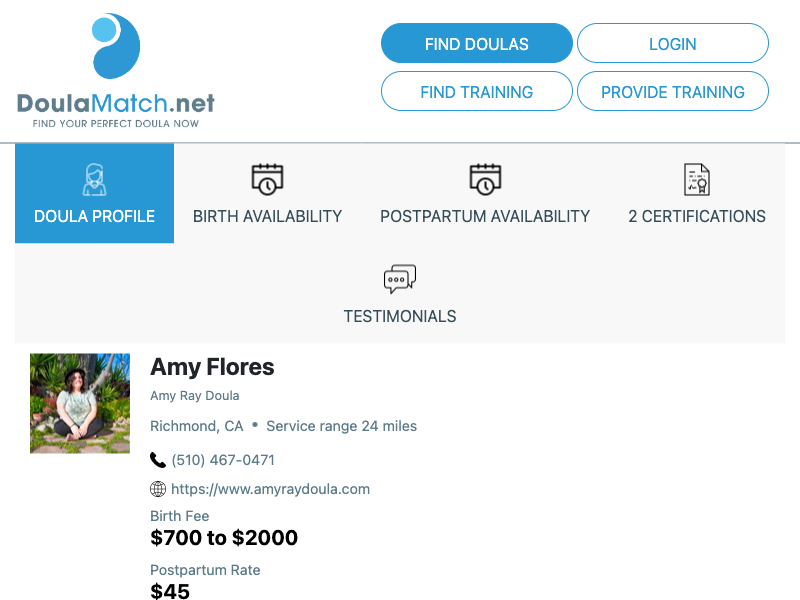 FIND DOULAS
LOGIN
DoulaMatch.net
FIND YOUR PERFECT DOULA NOW
FIND TRAINING
PROVIDE TRAINING
DOULA PROFILE
BIRTH AVAILABILITY
POSTPARTUM AVAILABILITY
2 CERTIFICATIONS
TESTIMONIALS
Amy Flores
Amy Ray Doula
Richmond, CA • Service range 24 miles
(510) 467-0471
https://www.amyraydoula.com
Birth Fee
$700 to $2000
Postpartum Rate
$45